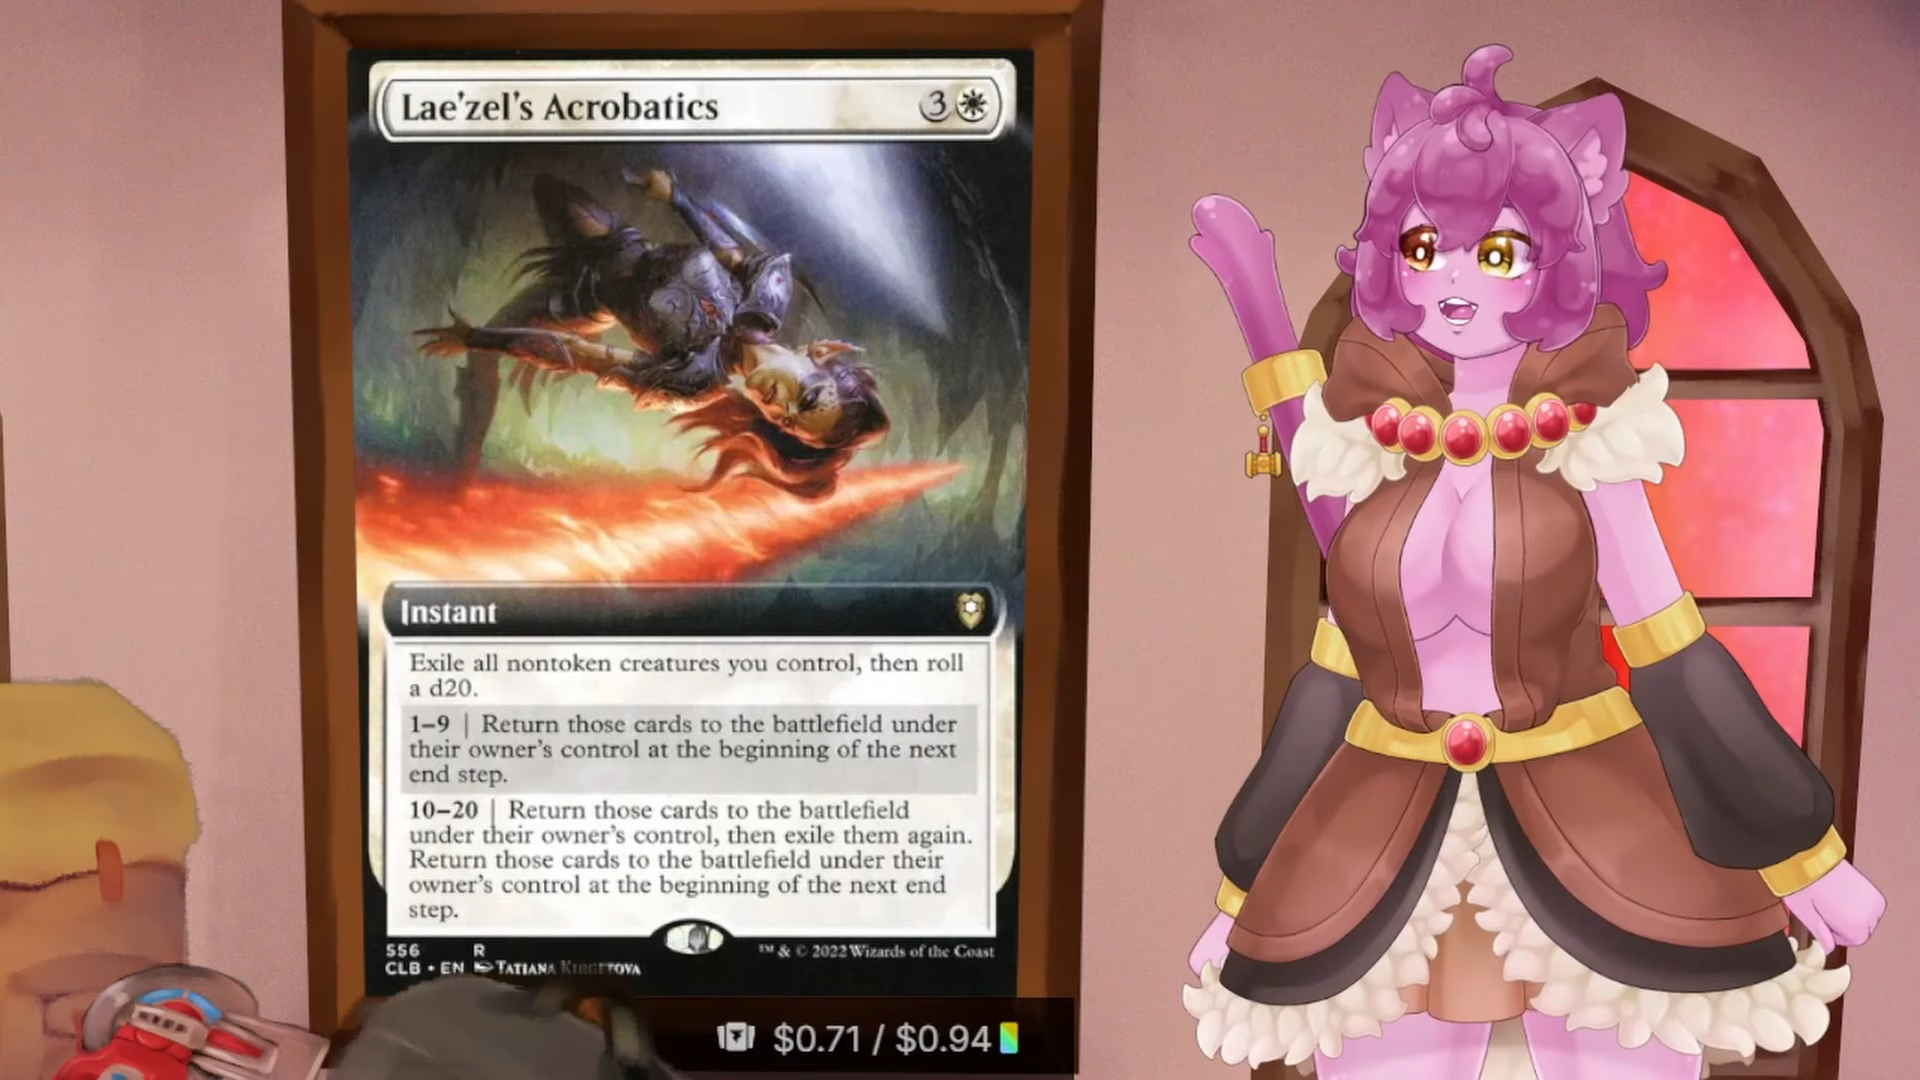 Lae'zel's Acrobatics 3
Instant
Exile all nontoken creatures you control, then roll
a d20.
1–9 | Return those cards to the battlefield under
their owner's control at the beginning of the next
end step.
10–20 | Return those cards to the battlefield
under their owner's control, then exile them again.
Return those cards to the battlefield under their
owner's control at the beginning of the next end
step.
556 R
CLB • EN Tatiana Kirgetova
™ & © 2022 Wizards of the Coast
$0.71 / $0.94